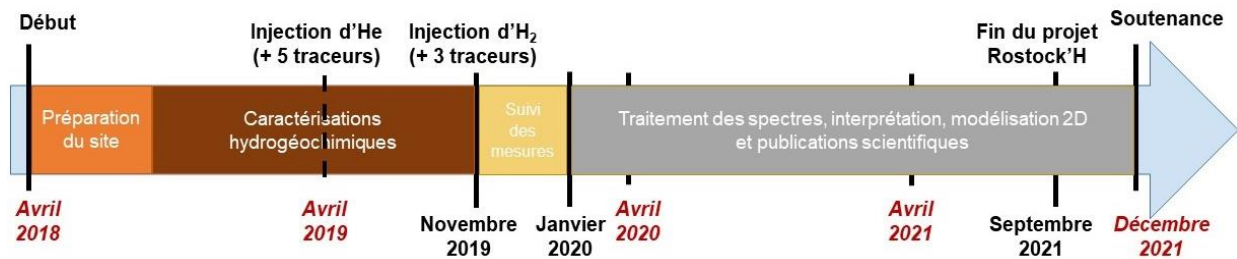 Début
Injection d'He
(+ 5 traceurs)
Injection d'H₂
(+ 3 traceurs)
Fin du projet
Rostock'H
Soutenance
Préparation
du site
Caractérisations
hydrogéochimiques
Suivi
des
mesures
Traitement des spectres, interprétation, modélisation 2D
et publications scientifiques
Avril
2018
Avril
2019
Novembre
2019
Janvier
2020
Avril
2020
Avril
2021
Septembre
2021
Décembre
2021